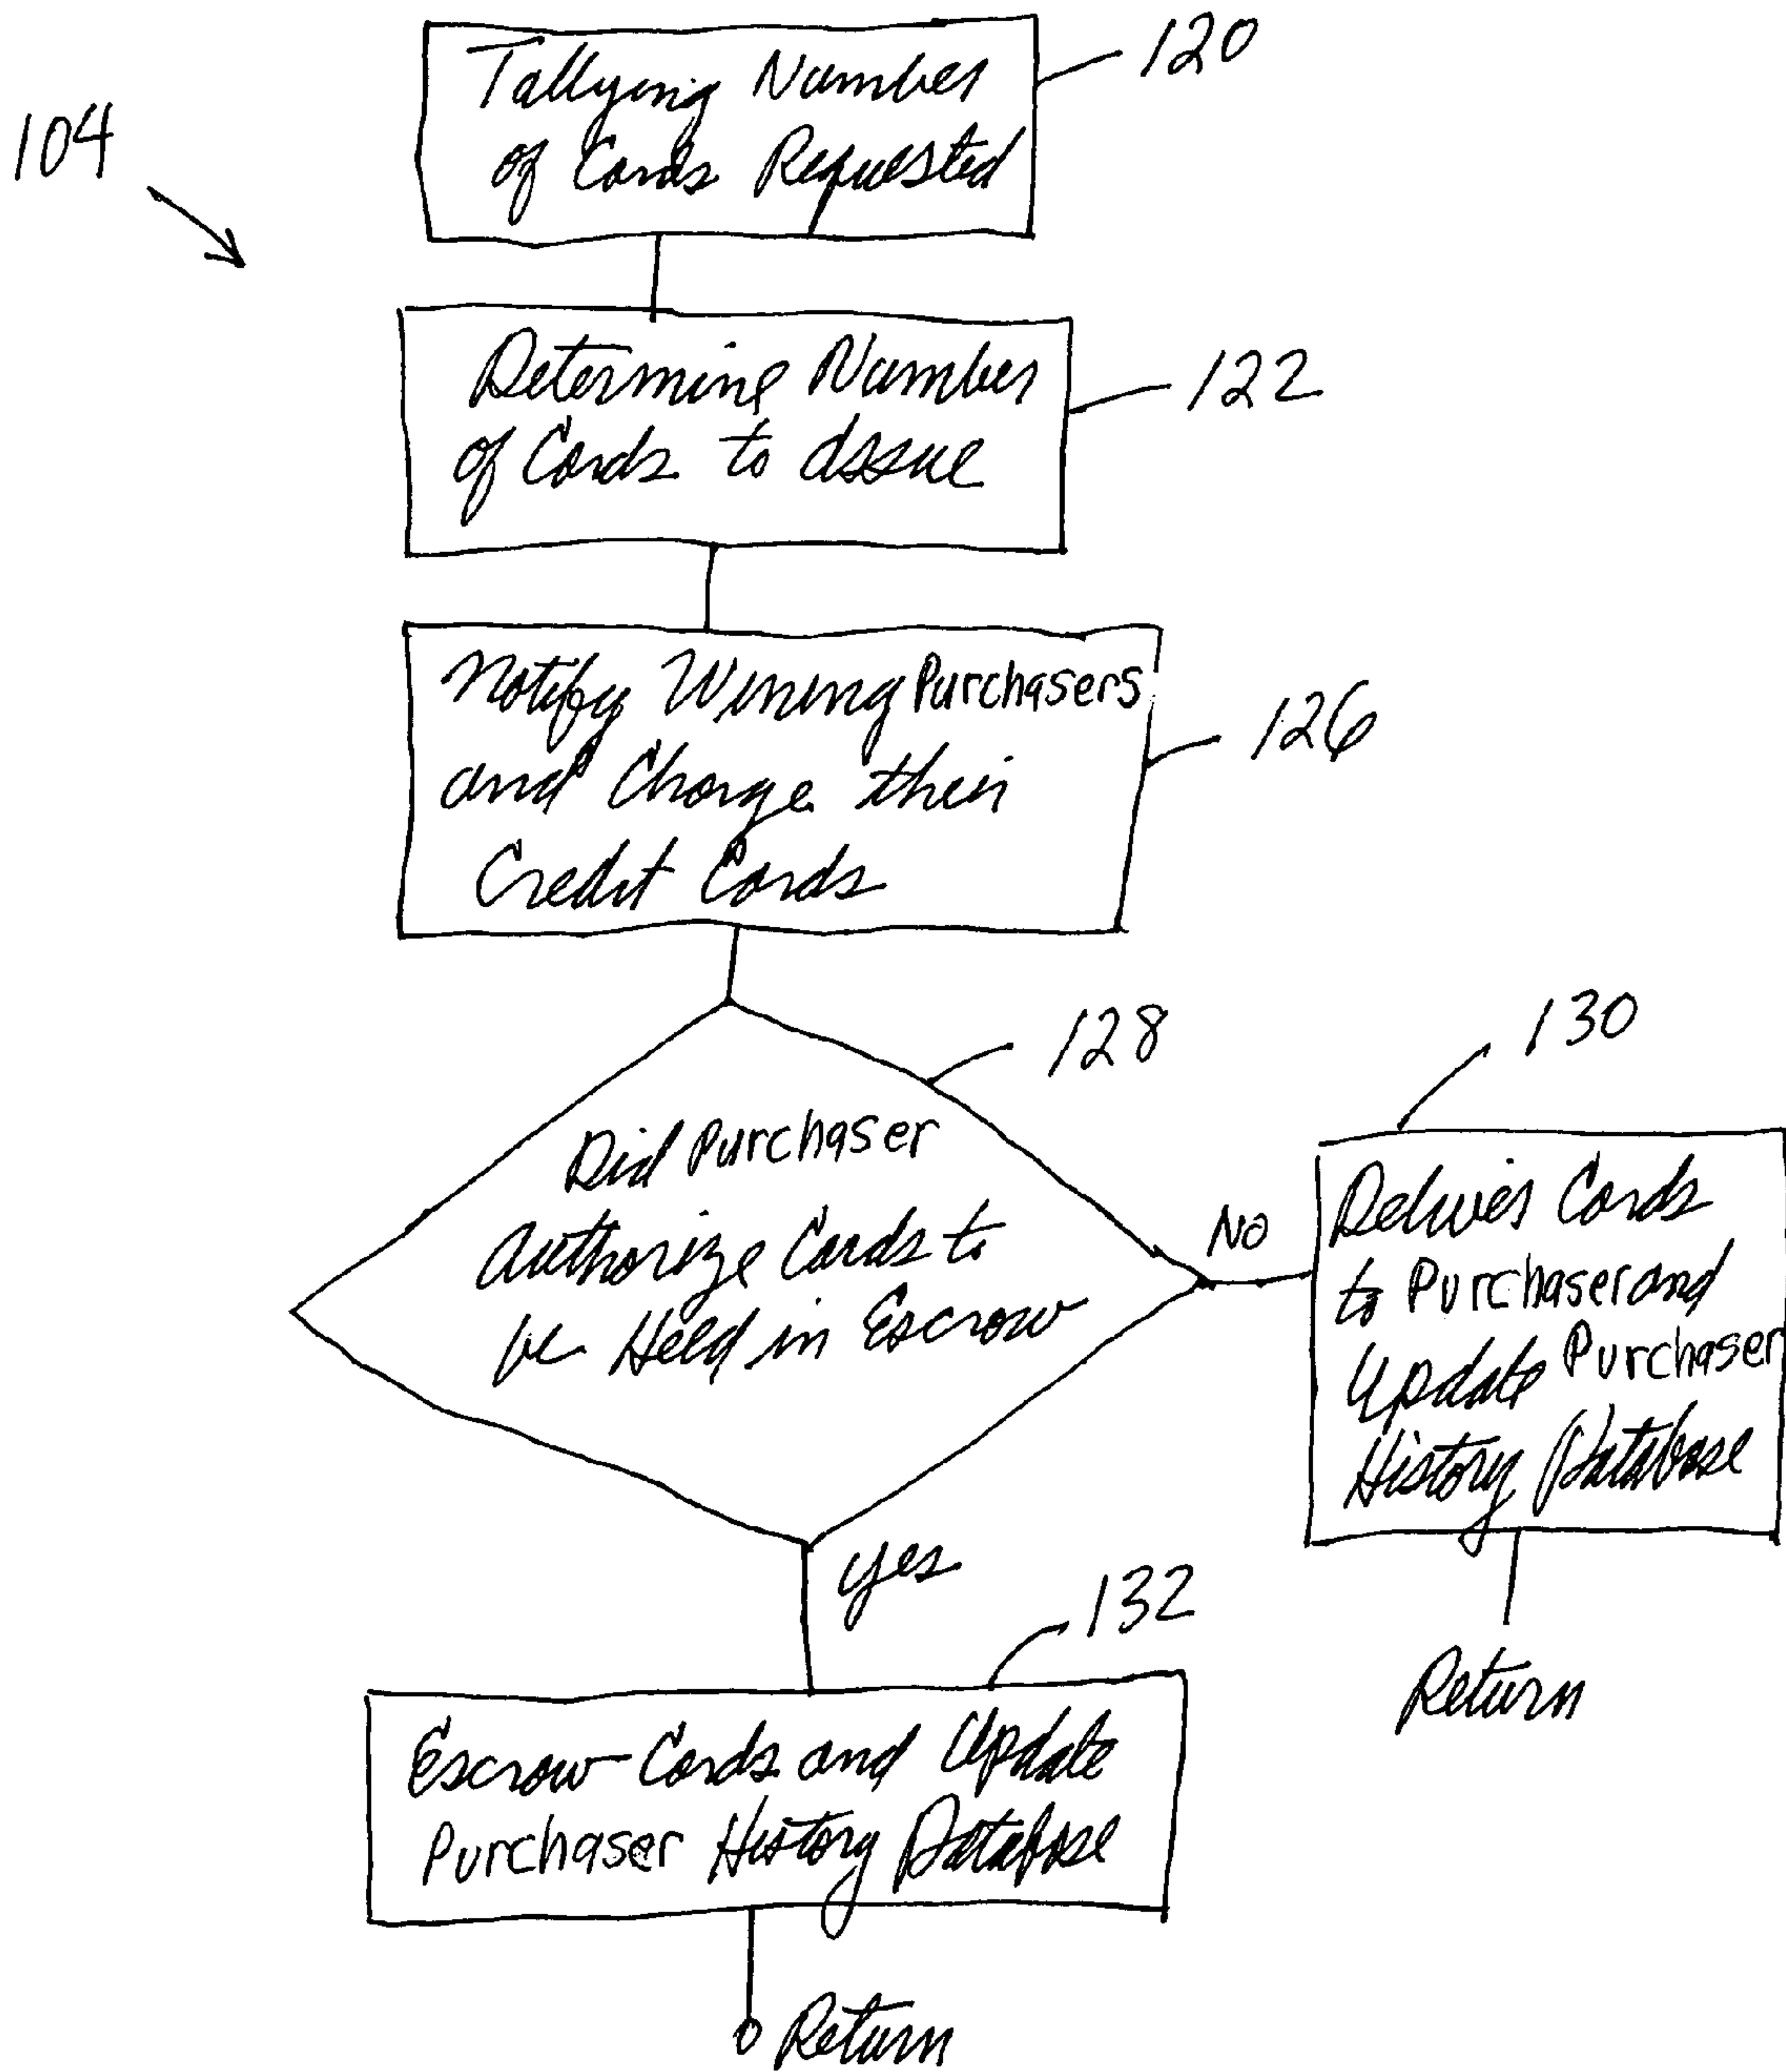 120
Tallying Number
of Cards Requested
104
Determine Number
of Cards to Issue
122
Notify Wining Purchasers
and Charge their
Credit Cards
126
128
Did Purchaser
Authorize Cards to
be Held in Escrow
No
130
Deliver Cards
to Purchaser and
Update Purchaser
History Database
Return
yes
132
Escrow Cards and Update
Purchaser History Database
Return